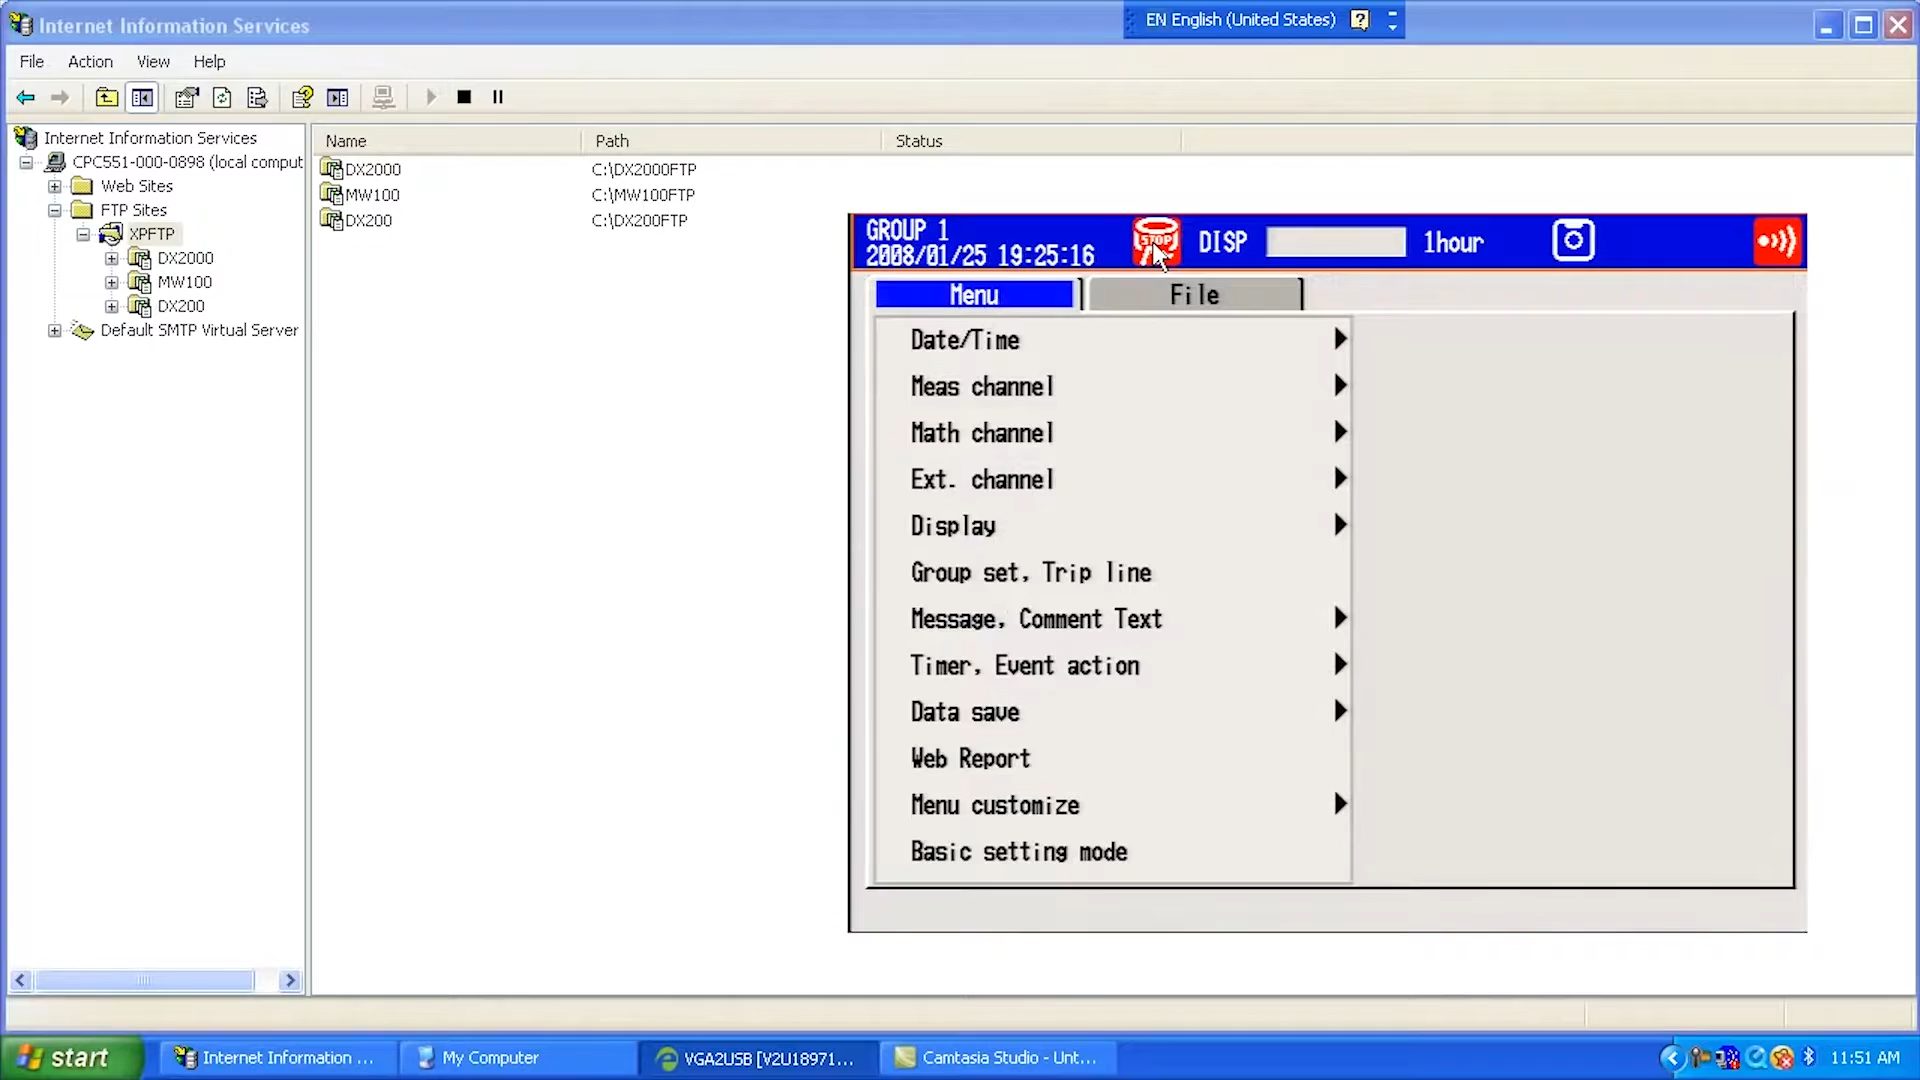 Internet Information Services
EN English (United States)
File Action View Help
Internet Information Services
CPC551-000-0898 (local comput
Web Sites
FTP Sites
XPFTP
DX2000
MW100
DX200
Default SMTP Virtual Server
Name Path Status
DX2000 C:\DX2000FTP
MW100 C:\MW100FTP
DX200 C:\DX200FTP
GROUP 1
2008/01/25 19:25:16
STOP
DISP
1hour
Menu File
Date/Time
Meas channel
Math channel
Ext. channel
Display
Group set, Trip line
Message, Comment Text
Timer, Event action
Data save
Web Report
Menu customize
Basic setting mode
start
Internet Information ...
My Computer
VGA2USB [V2U18971...
Camtasia Studio - Unt...
11:51 AM